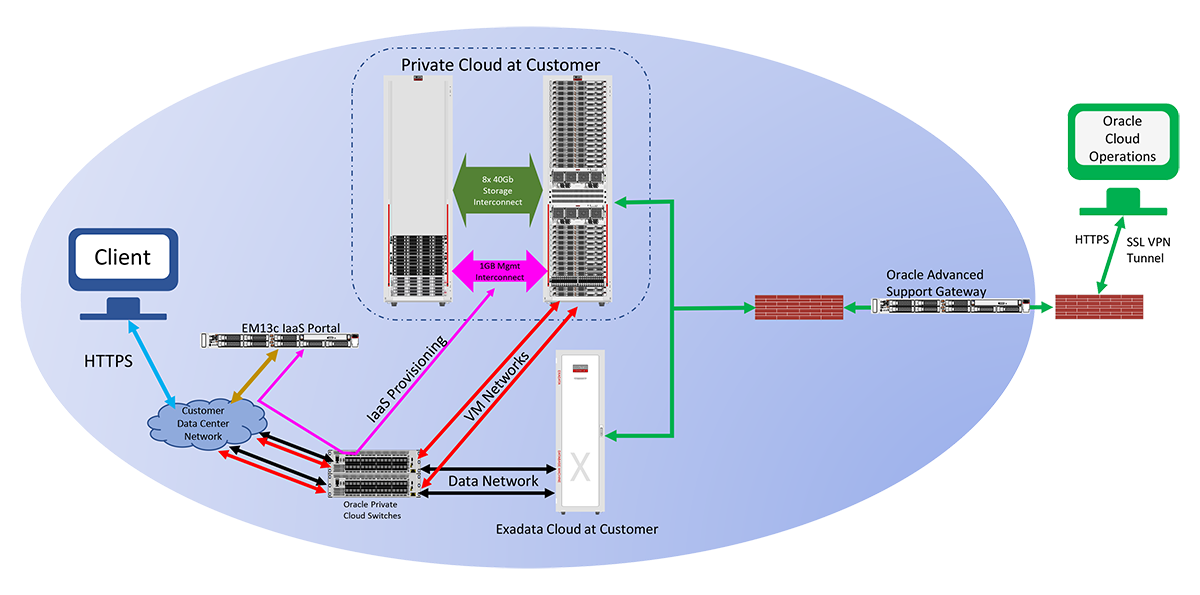 Private Cloud at Customer
8x 40Gb
Storage
Interconnect
1GB Mgmt
Interconnect
Oracle
Cloud
Operations
HTTPS
SSL VPN
Tunnel
Oracle Advanced
Support Gateway
Client
HTTPS
EM13c IaaS Portal
Customer
Data Center
Network
IaaS Provisioning
VM Networks
Data Network
Oracle Private
Cloud Switches
X
Exadata Cloud at Customer